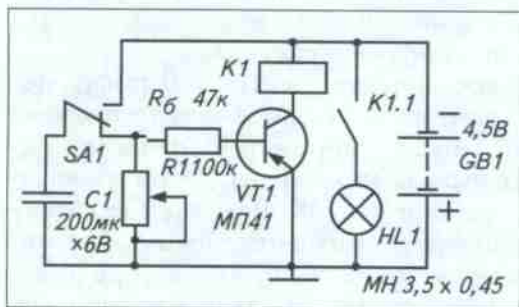 K1
Rб 47к
K1.1
−
4,5В
GB1
+
SA1
R1100к
C1
200мк
×6В
VT1
МП41
HL1
МН 3,5 х 0,45